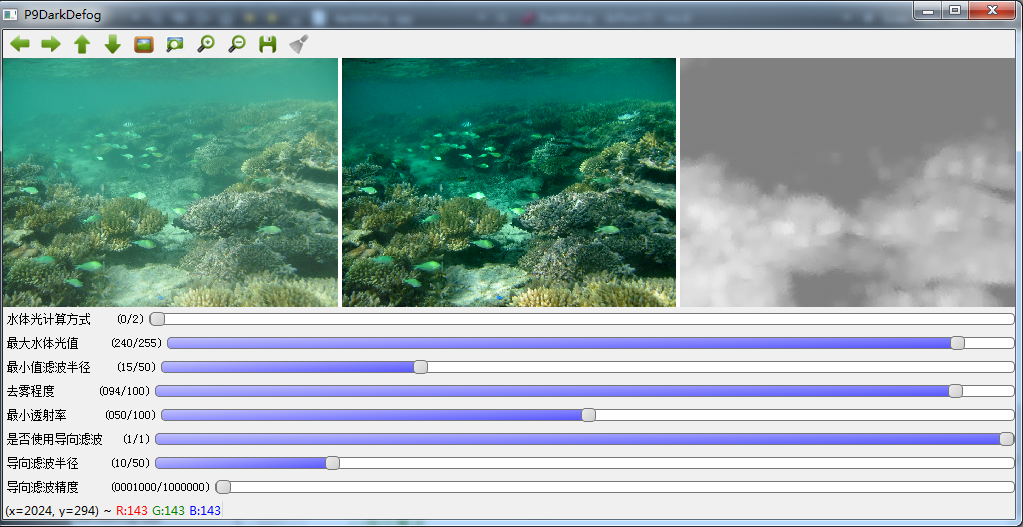 P9DarkDefog
水体光计算方式 (0/2)
最大水体光值 (240/255)
最小值滤波半径 (15/50)
去雾程度 (094/100)
最小透射率 (050/100)
是否使用导向滤波 (1/1)
导向滤波半径 (10/50)
导向滤波精度 (0001000/1000000)
(x=2024, y=294) ~ R:143 G:143 B:143